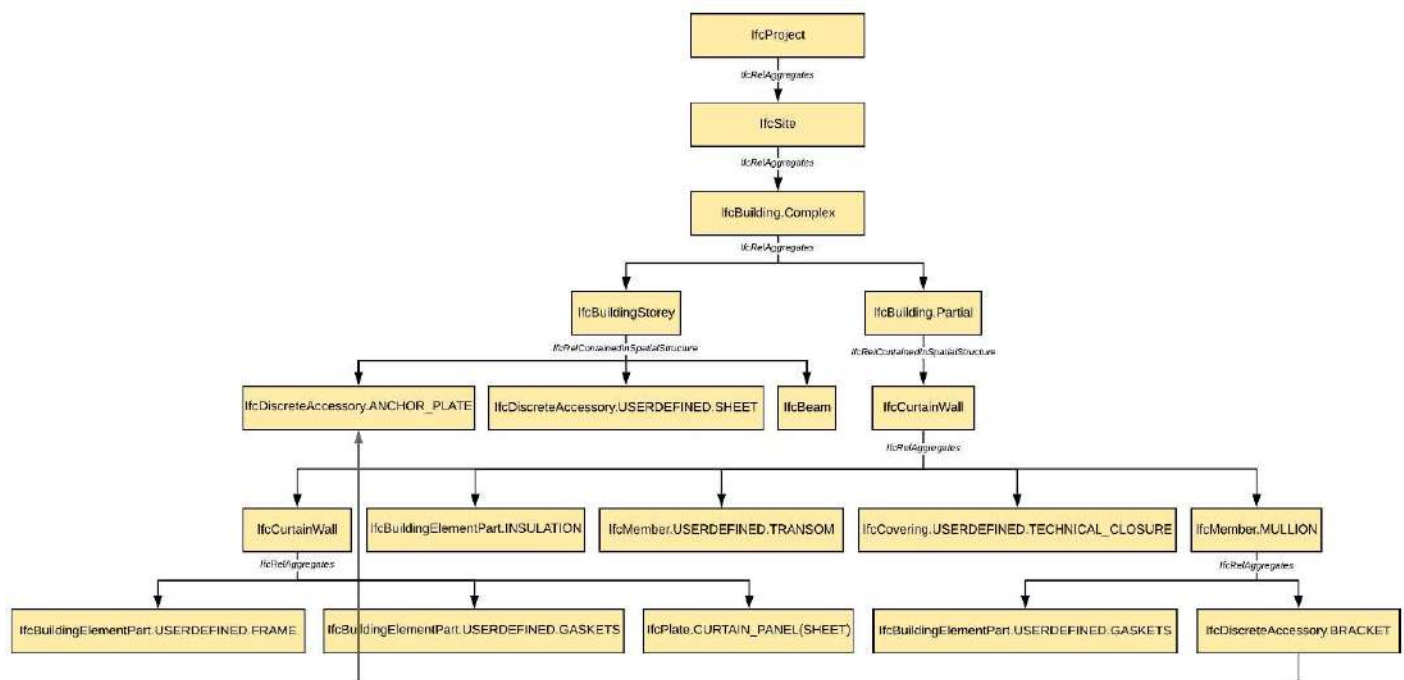 IfcProject
IfcRelAggregates
IfcSite
IfcRelAggregates
IfcBuilding.Complex
IfcRelAggregates
IfcBuildingStorey
IfcBuilding.Partial
IfcRelContainedInSpatialStructure
IfcRelContainedInSpatialStructure
IfcDiscreteAccessory.ANCHOR_PLATE
IfcDiscreteAccessory.USERDEFINED.SHEET
IfcBeam
IfcCurtainWall
IfcRelAggregates
IfcCurtainWall
IfcBuildingElementPart.INSULATION
IfcMember.USERDEFINED.TRANSOM
IfcCovering.USERDEFINED.TECHNICAL_CLOSURE
IfcMember.MULLION
IfcRelAggregates
IfcRelAggregates
IfcBuildingElementPart.USERDEFINED.FRAME
IfcBuildingElementPart.USERDEFINED.GASKETS
IfcPlate.CURTAIN_PANEL(SHEET)
IfcBuildingElementPart.USERDEFINED.GASKETS
IfcDiscreteAccessory.BRACKET